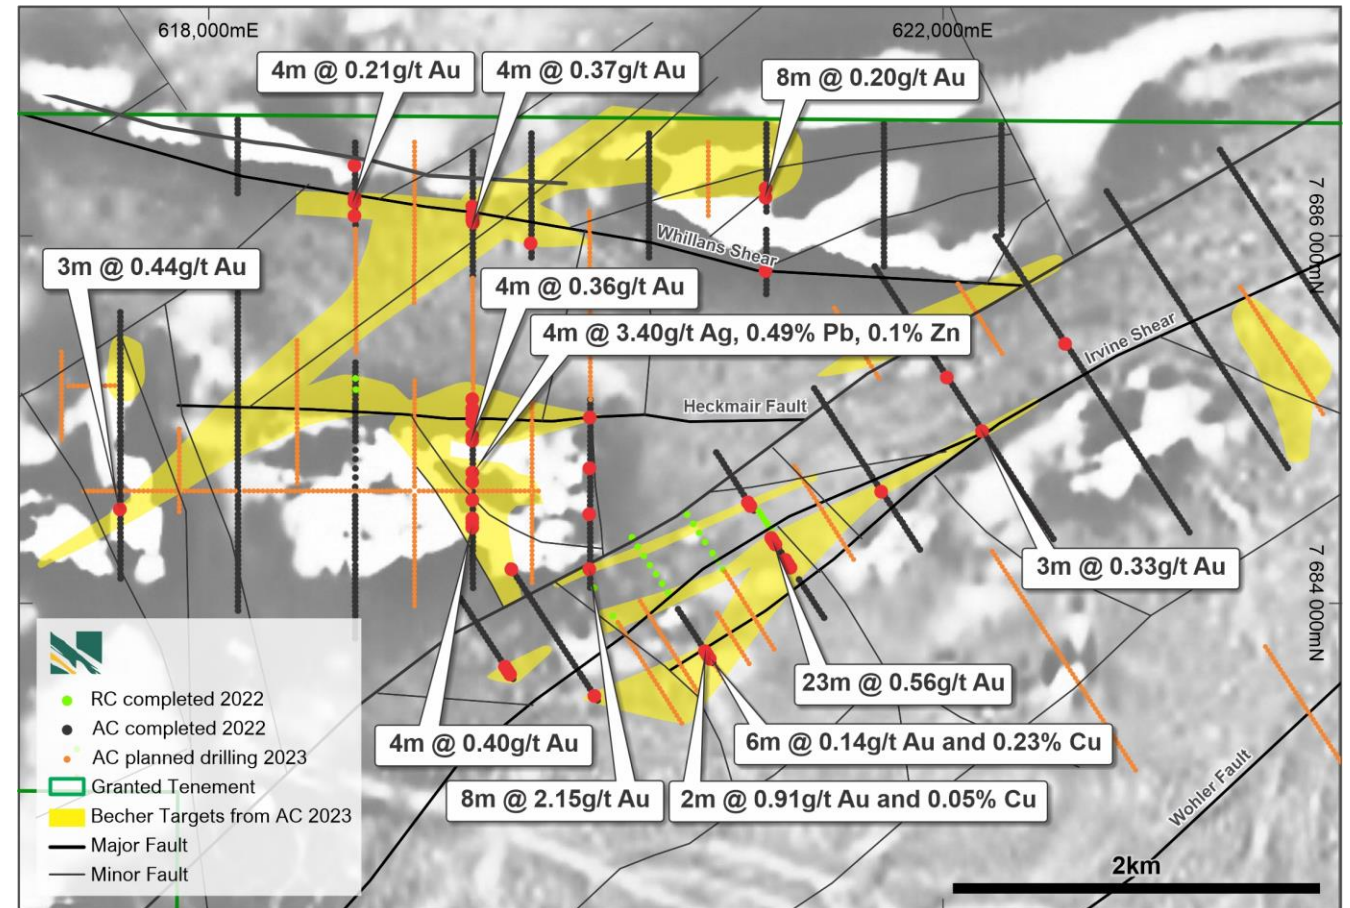 618,000mE
622,000mE
4m @ 0.21g/t Au
4m @ 0.37g/t Au
8m @ 0.20g/t Au
7 686 000mN
Whillans Shear
3m @ 0.44g/t Au
4m @ 0.36g/t Au
4m @ 3.40g/t Ag, 0.49% Pb, 0.1% Zn
Irvine Shear
Heckmair Fault
3m @ 0.33g/t Au
7 684 000mN
23m @ 0.56g/t Au
4m @ 0.40g/t Au
6m @ 0.14g/t Au and 0.23% Cu
8m @ 2.15g/t Au
2m @ 0.91g/t Au and 0.05% Cu
Wohler Fault
RC completed 2022
AC completed 2022
AC planned drilling 2023
Granted Tenement
Becher Targets from AC 2023
Major Fault
Minor Fault
2km